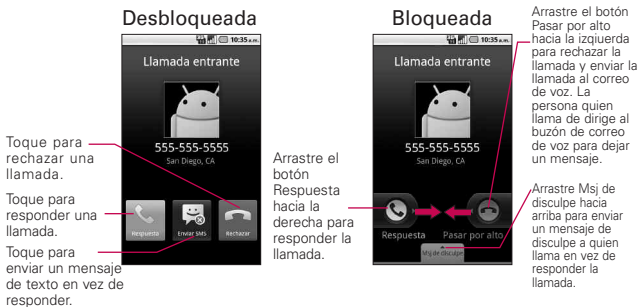 Desbloqueada
10:35 a.m.
Llamada entrante
555-555-5555
San Diego, CA
Respuesta
Enviar SMS
Rechazar
Toque para
rechazar una
llamada.
Toque para
responder una
llamada.
Toque para
enviar un mensaje
de texto en vez de
responder.
Bloqueada
10:35 a.m.
Llamada entrante
555-555-5555
San Diego, CA
Respuesta
Pasar por alto
Msj de disculpe
Arrastre el
botón
Respuesta
hacia la
derecha para
responder la
llamada.
Arrastre el botón
Pasar por alto
hacia la izqiuerda
para rechazar la
llamada y enviar la
llamada al correo
de voz. La
persona quien
llama de dirige al
buzón de correo
de voz para dejar
un mensaje.
Arrastre Msj de
disculpe hacia
arriba para enviar
un mensaje de
disculpe a quien
llama en vez de
responder la
llamada.